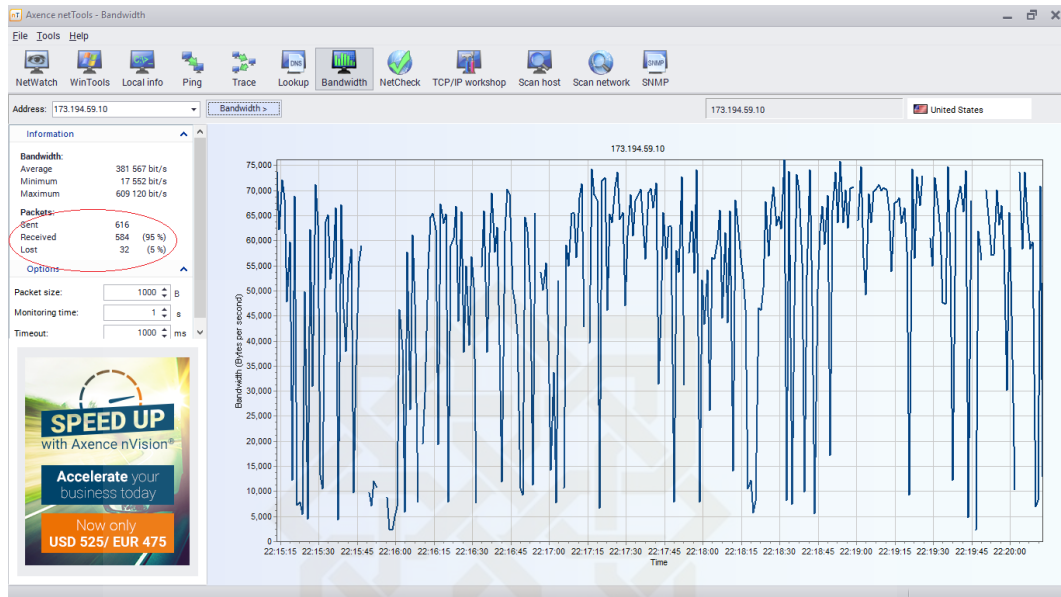 nT Axence netTools - Bandwidth
File Tools Help
NetWatch WinTools Local info Ping Trace Lookup Bandwidth NetCheck TCP/IP workshop Scan host Scan network SNMP
Address: 173.194.59.10 Bandwidth > 173.194.59.10 United States
Information
Bandwidth:
Average 381 567 bit/s
Minimum 17 552 bit/s
Maximum 609 120 bit/s
Packets:
Sent 616
Received 584 (95 %)
Lost 32 (5 %)
Options
Packet size: 1000 B
Monitoring time: 1 s
Timeout: 1000 ms
SPEED UP
with Axence nVision®
Accelerate your
business today
Now only
USD 525/ EUR 475
173.194.59.10
75,000
70,000
65,000
60,000
55,000
50,000
45,000
40,000
35,000
30,000
25,000
20,000
15,000
10,000
5,000
0
Bandwidth (Bytes per second)
22:15:15 22:15:30 22:15:45 22:16:00 22:16:15 22:16:30 22:16:45 22:17:00 22:17:15 22:17:30 22:17:45 22:18:00 22:18:15 22:18:30 22:18:45 22:19:00 22:19:15 22:19:30 22:19:45 22:20:00
Time